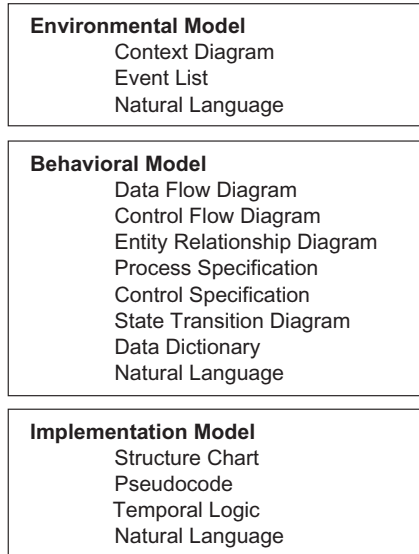 Environmental Model
Context Diagram
Event List
Natural Language
Behavioral Model
Data Flow Diagram
Control Flow Diagram
Entity Relationship Diagram
Process Specification
Control Specification
State Transition Diagram
Data Dictionary
Natural Language
Implementation Model
Structure Chart
Pseudocode
Temporal Logic
Natural Language